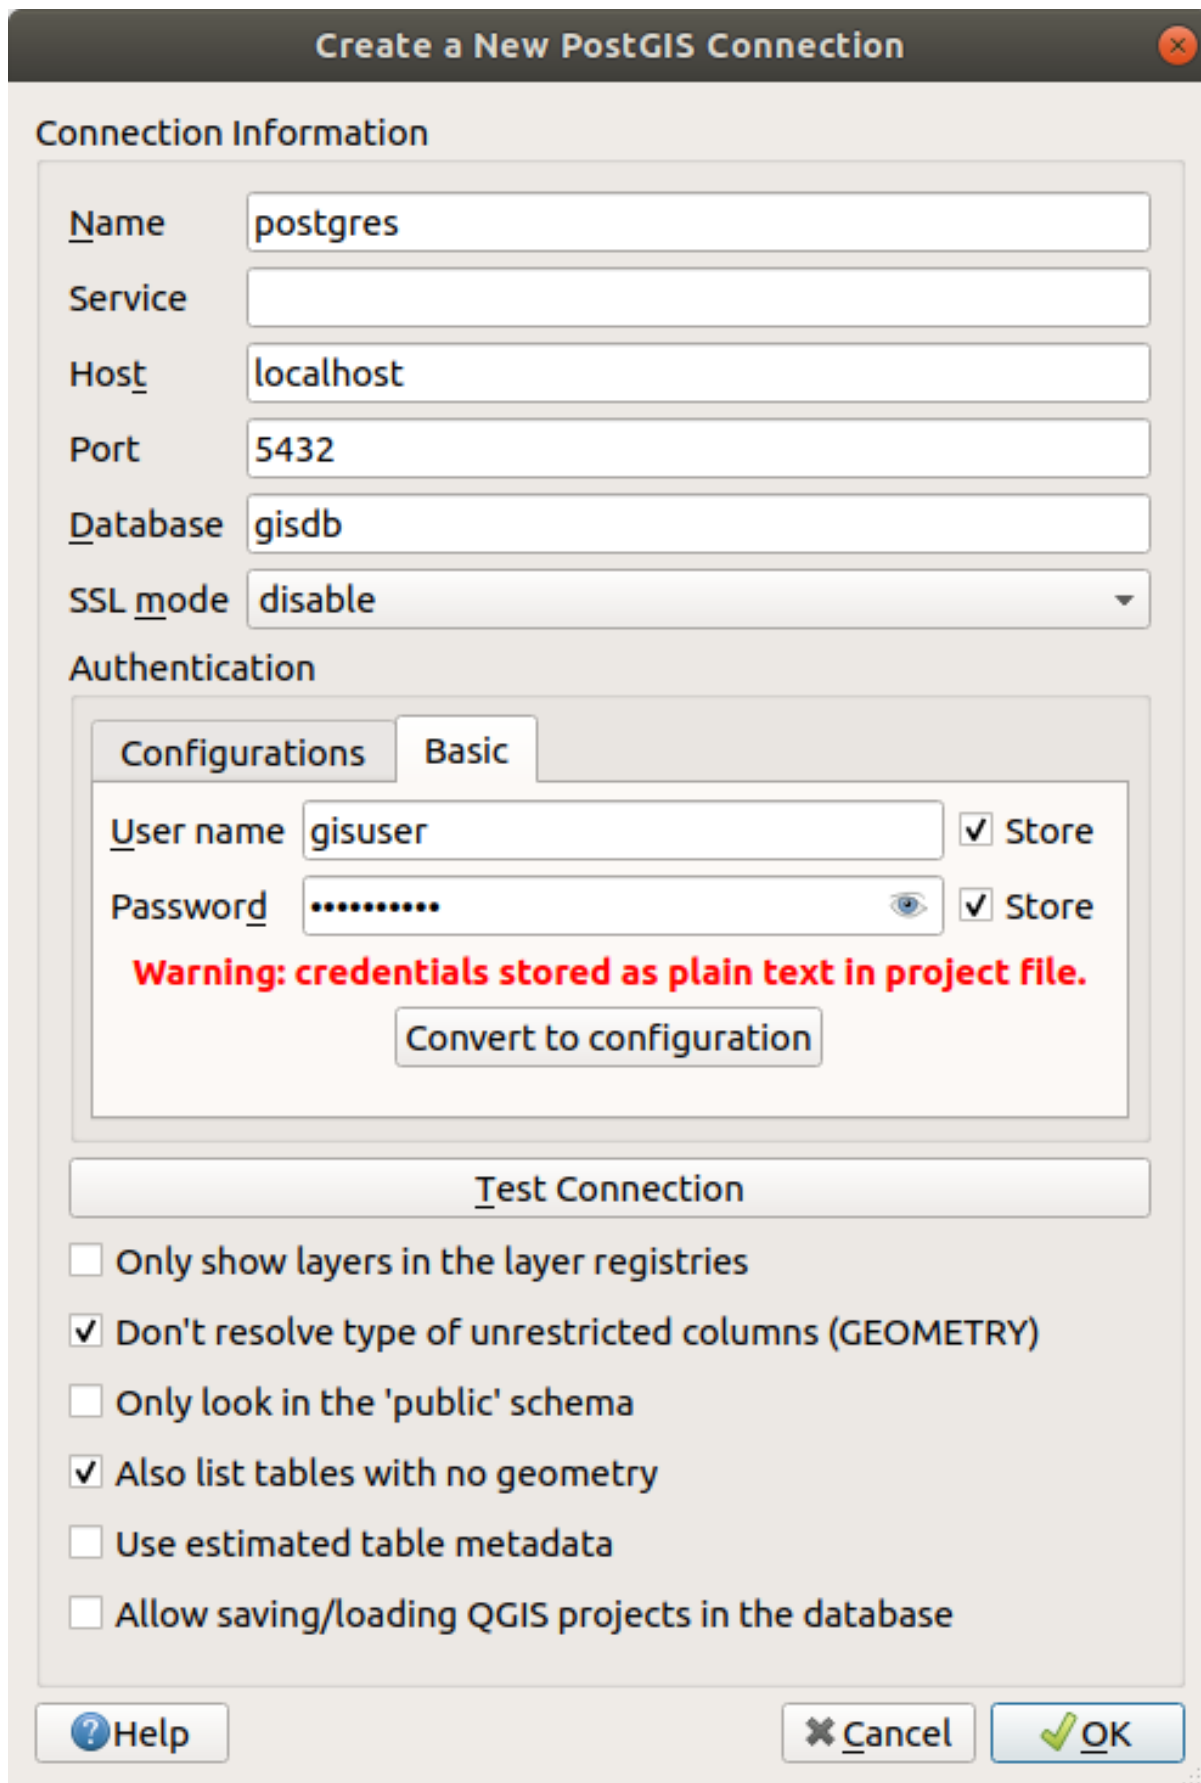 Create a New PostGIS Connection
Connection Information
Name postgres
Service
Host localhost
Port 5432
Database gisdb
SSL mode disable
Authentication
Configurations Basic
User name gisuser Store
Password •••••••••• Store
Warning: credentials stored as plain text in project file.
Convert to configuration
Test Connection
Only show layers in the layer registries
Don't resolve type of unrestricted columns (GEOMETRY)
Only look in the 'public' schema
Also list tables with no geometry
Use estimated table metadata
Allow saving/loading QGIS projects in the database
Help Cancel OK